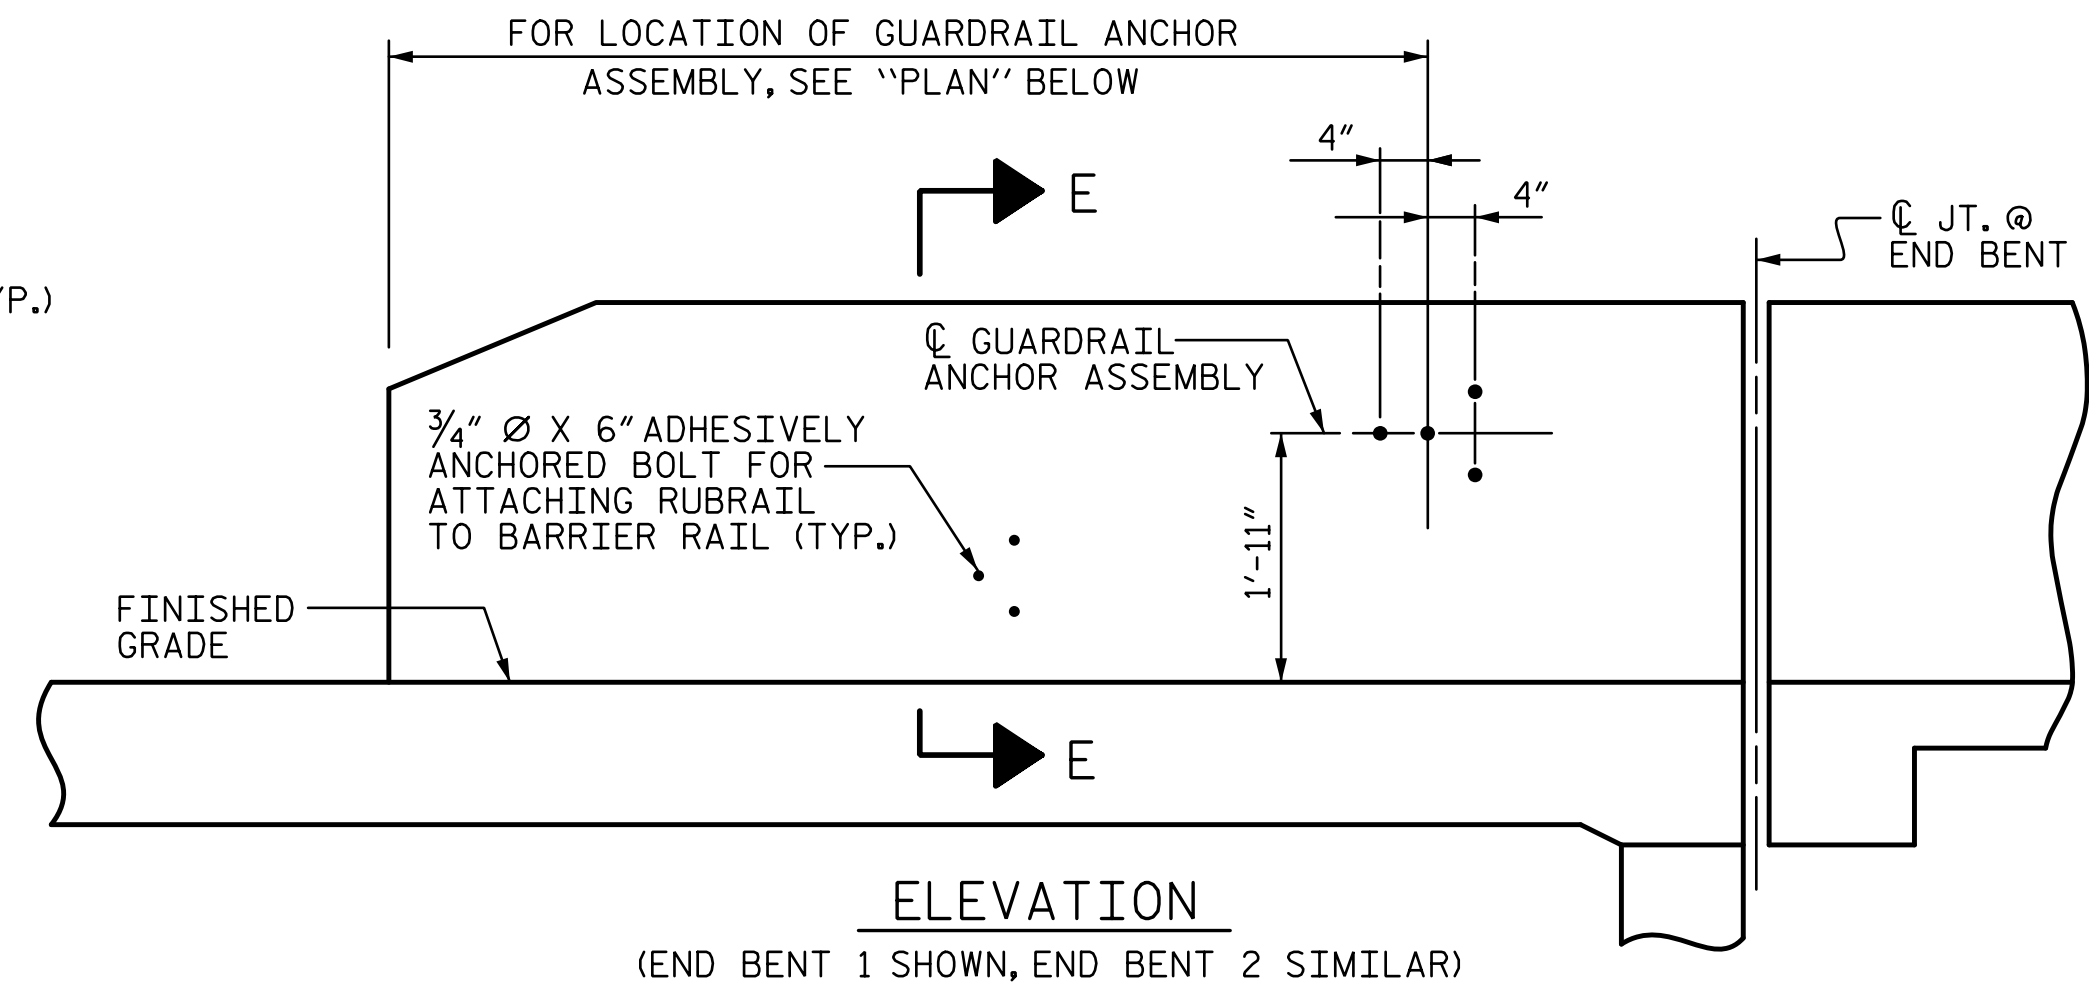 FOR LOCATION OF GUARDRAIL ANCHOR
ASSEMBLY, SEE "PLAN" BELOW
4"
E
4"
℄ JT. @
END BENT
YP.)
℄ GUARDRAIL
ANCHOR ASSEMBLY
3/4" Ø X 6" ADHESIVELY
ANCHORED BOLT FOR
ATTACHING RUBRAIL
TO BARRIER RAIL (TYP.)
1'-11"
FINISHED
GRADE
E
ELEVATION
(END BENT 1 SHOWN, END BENT 2 SIMILAR)